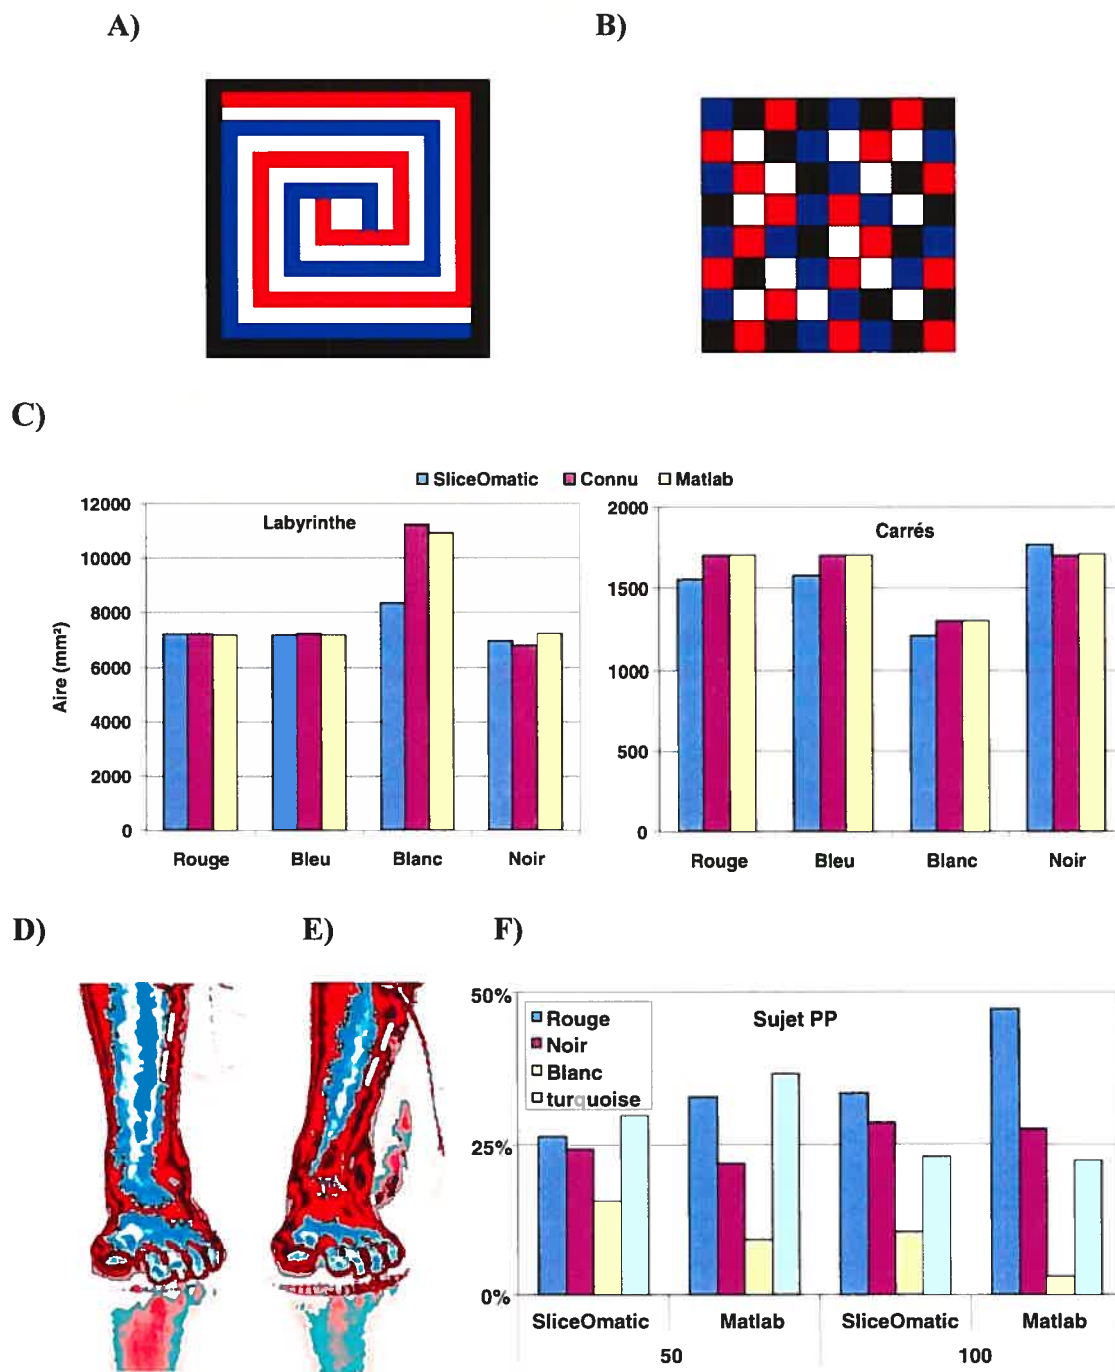 A)
B)
C)
SliceOmatic Connu Matlab
Labyrinthe
Aire (mm²)
12000
10000
8000
6000
4000
2000
0
Rouge Bleu Blanc Noir
Carrés
2000
1500
1000
500
0
Rouge Bleu Blanc Noir
D)
E)
F)
Sujet PP
Rouge
Noir
Blanc
turquoise
50%
25%
0%
SliceOmatic Matlab SliceOmatic Matlab
50 100